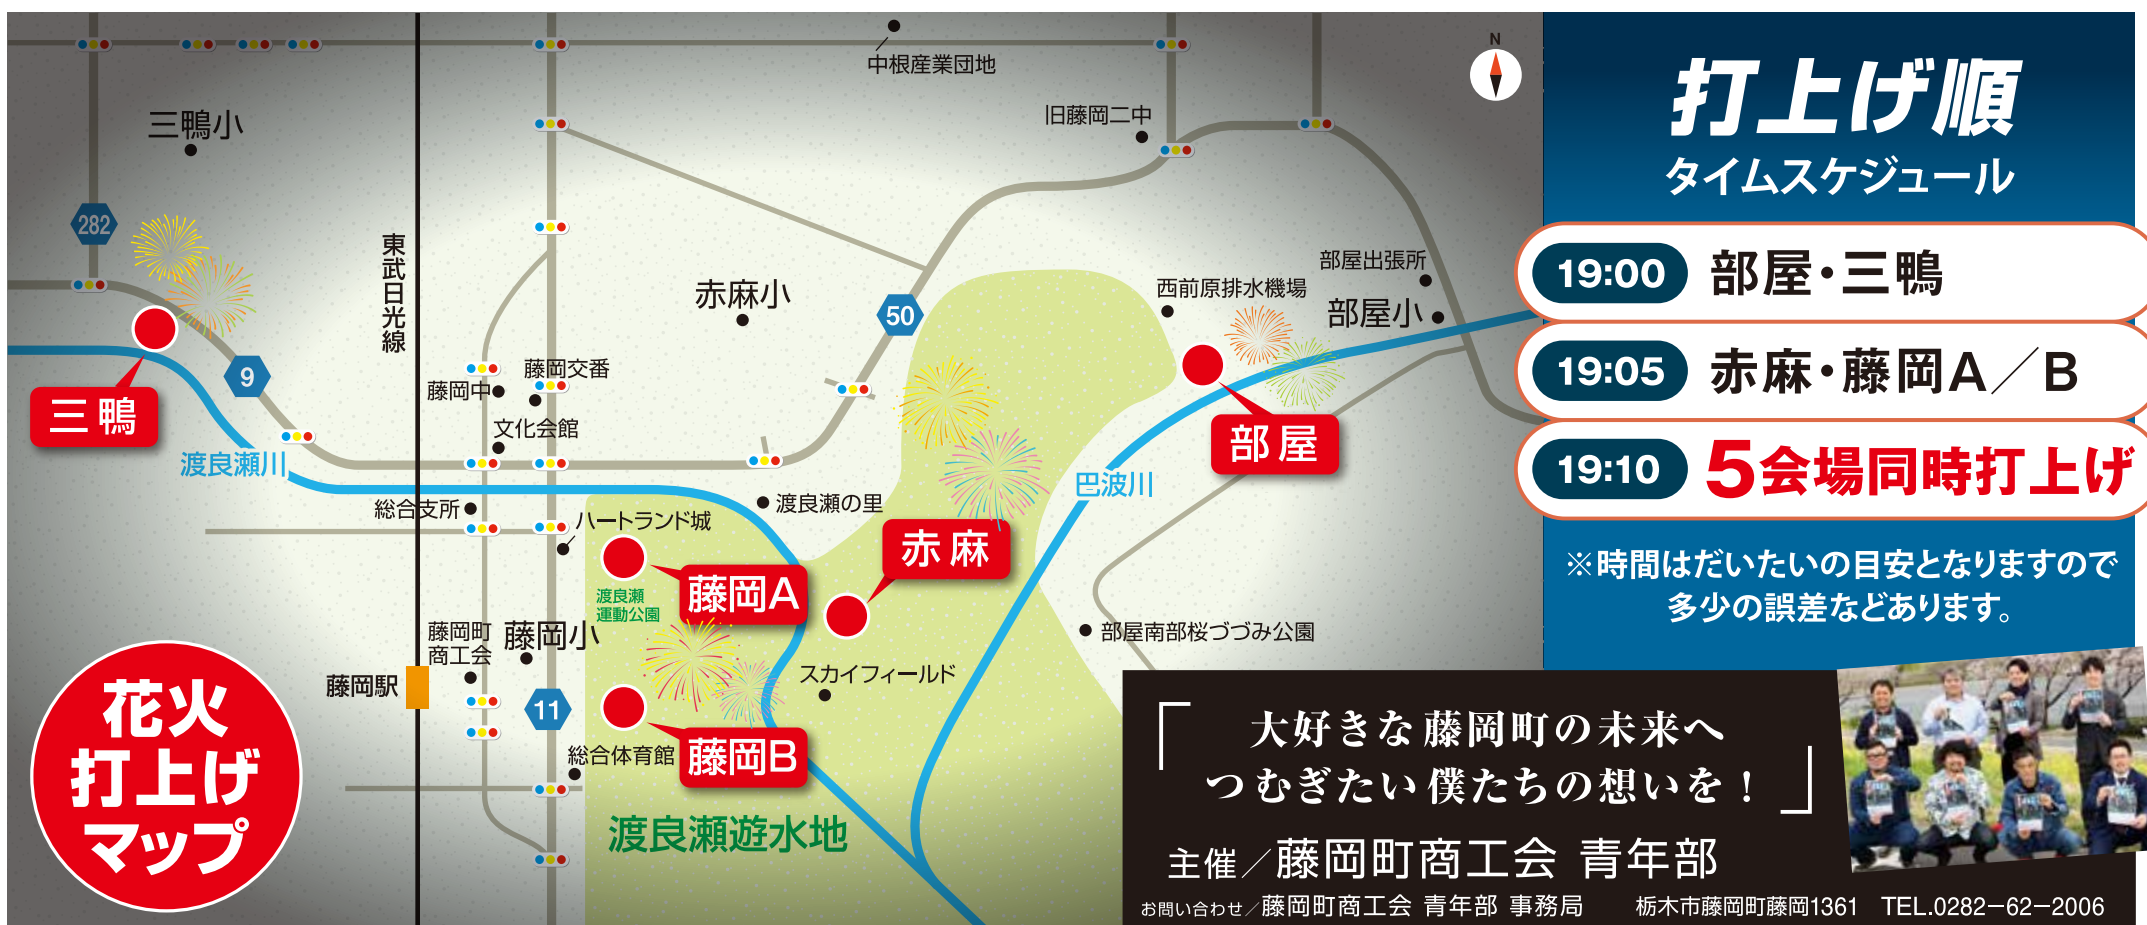 中根産業団地
N
三鴨小
旧藤岡二中
282
東武日光線
部屋出張所
西前原排水機場
赤麻小
部屋小
50
9
藤岡交番
藤岡中
三鴨
文化会館
部屋
渡良瀬川
巴波川
総合支所
渡良瀬の里
ハートランド城
赤麻
藤岡A
渡良瀬
運動公園
藤岡町
商工会
藤岡小
部屋南部桜づづみ公園
スカイフィールド
藤岡駅
11
総合体育館
藤岡B
渡良瀬遊水地
花火
打上げ
マップ
打上げ順
タイムスケジュール
19:00 部屋・三鴨
19:05 赤麻・藤岡A／B
19:10 5会場同時打上げ
※時間はだいたいの目安となりますので
多少の誤差などあります。
「大好きな藤岡町の未来へ
つむぎたい僕たちの想いを！」
主催／藤岡町商工会 青年部
お問い合わせ／藤岡町商工会 青年部 事務局 栃木市藤岡町藤岡1361 TEL.0282−62−2006